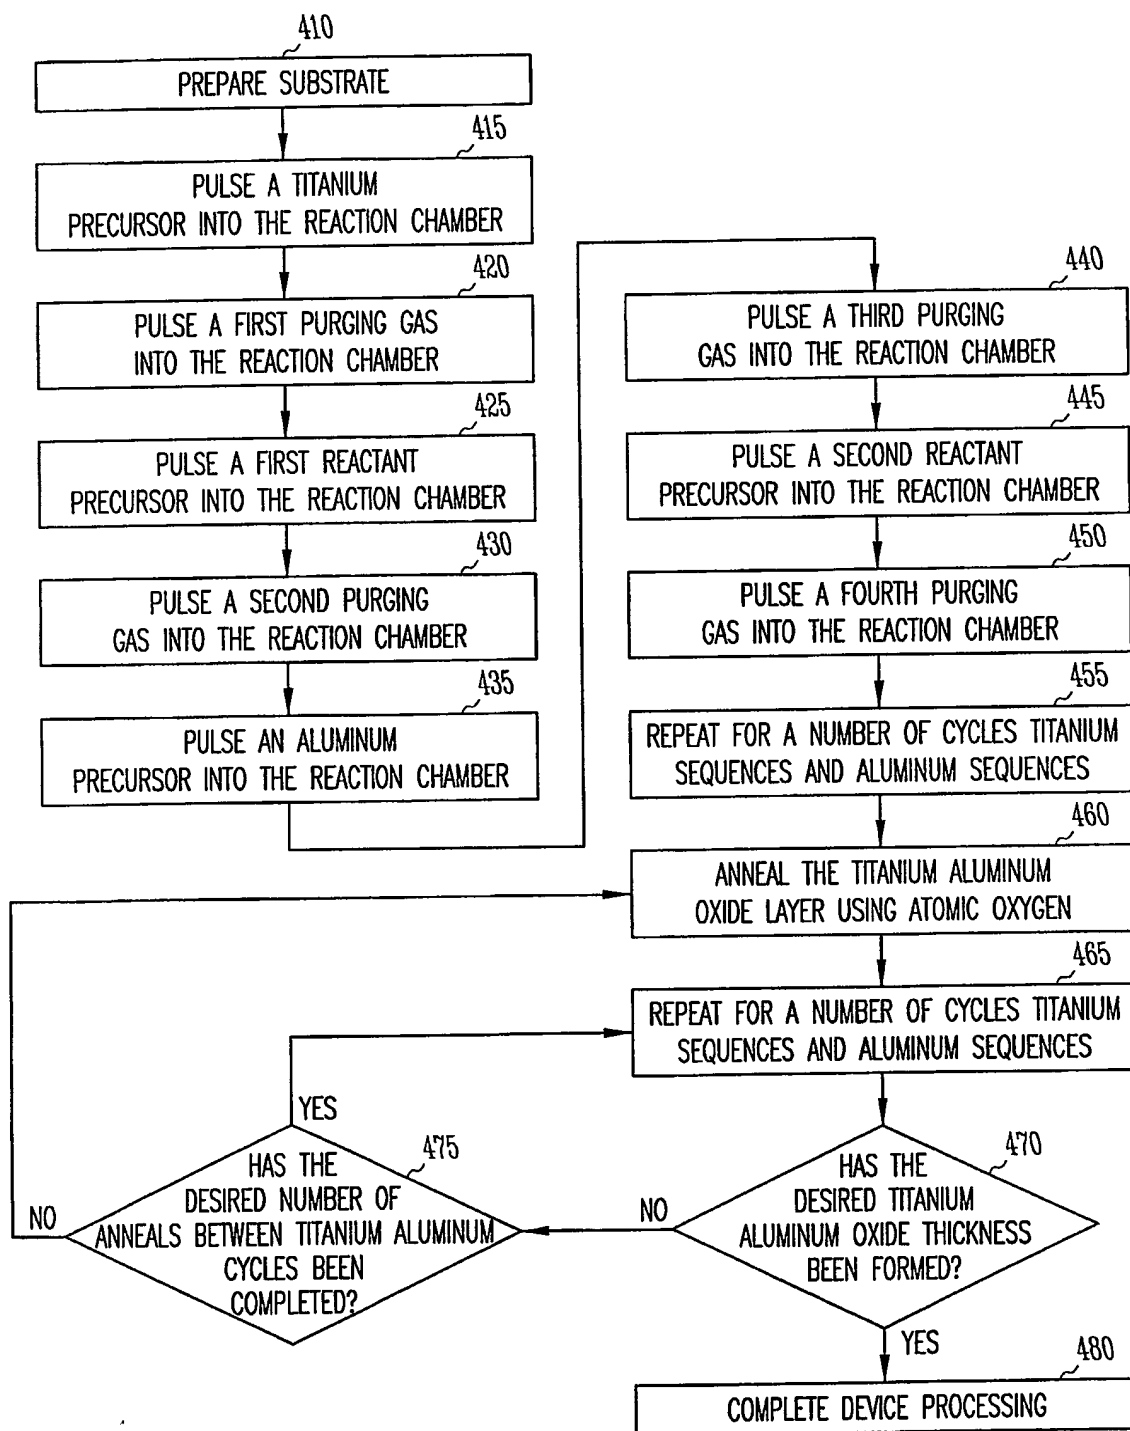 410
PREPARE SUBSTRATE
415
PULSE A TITANIUM
PRECURSOR INTO THE REACTION CHAMBER
420
PULSE A FIRST PURGING GAS
INTO THE REACTION CHAMBER
425
PULSE A FIRST REACTANT
PRECURSOR INTO THE REACTION CHAMBER
430
PULSE A SECOND PURGING
GAS INTO THE REACTION CHAMBER
435
PULSE AN ALUMINUM
PRECURSOR INTO THE REACTION CHAMBER
440
PULSE A THIRD PURGING
GAS INTO THE REACTION CHAMBER
445
PULSE A SECOND REACTANT
PRECURSOR INTO THE REACTION CHAMBER
450
PULSE A FOURTH PURGING
GAS INTO THE REACTION CHAMBER
455
REPEAT FOR A NUMBER OF CYCLES TITANIUM
SEQUENCES AND ALUMINUM SEQUENCES
460
ANNEAL THE TITANIUM ALUMINUM
OXIDE LAYER USING ATOMIC OXYGEN
465
REPEAT FOR A NUMBER OF CYCLES TITANIUM
SEQUENCES AND ALUMINUM SEQUENCES
470
HAS THE
DESIRED TITANIUM
ALUMINUM OXIDE THICKNESS
BEEN FORMED?
NO
YES
475
HAS THE
DESIRED NUMBER OF
ANNEALS BETWEEN TITANIUM ALUMINUM
CYCLES BEEN
COMPLETED?
YES
NO
480
COMPLETE DEVICE PROCESSING